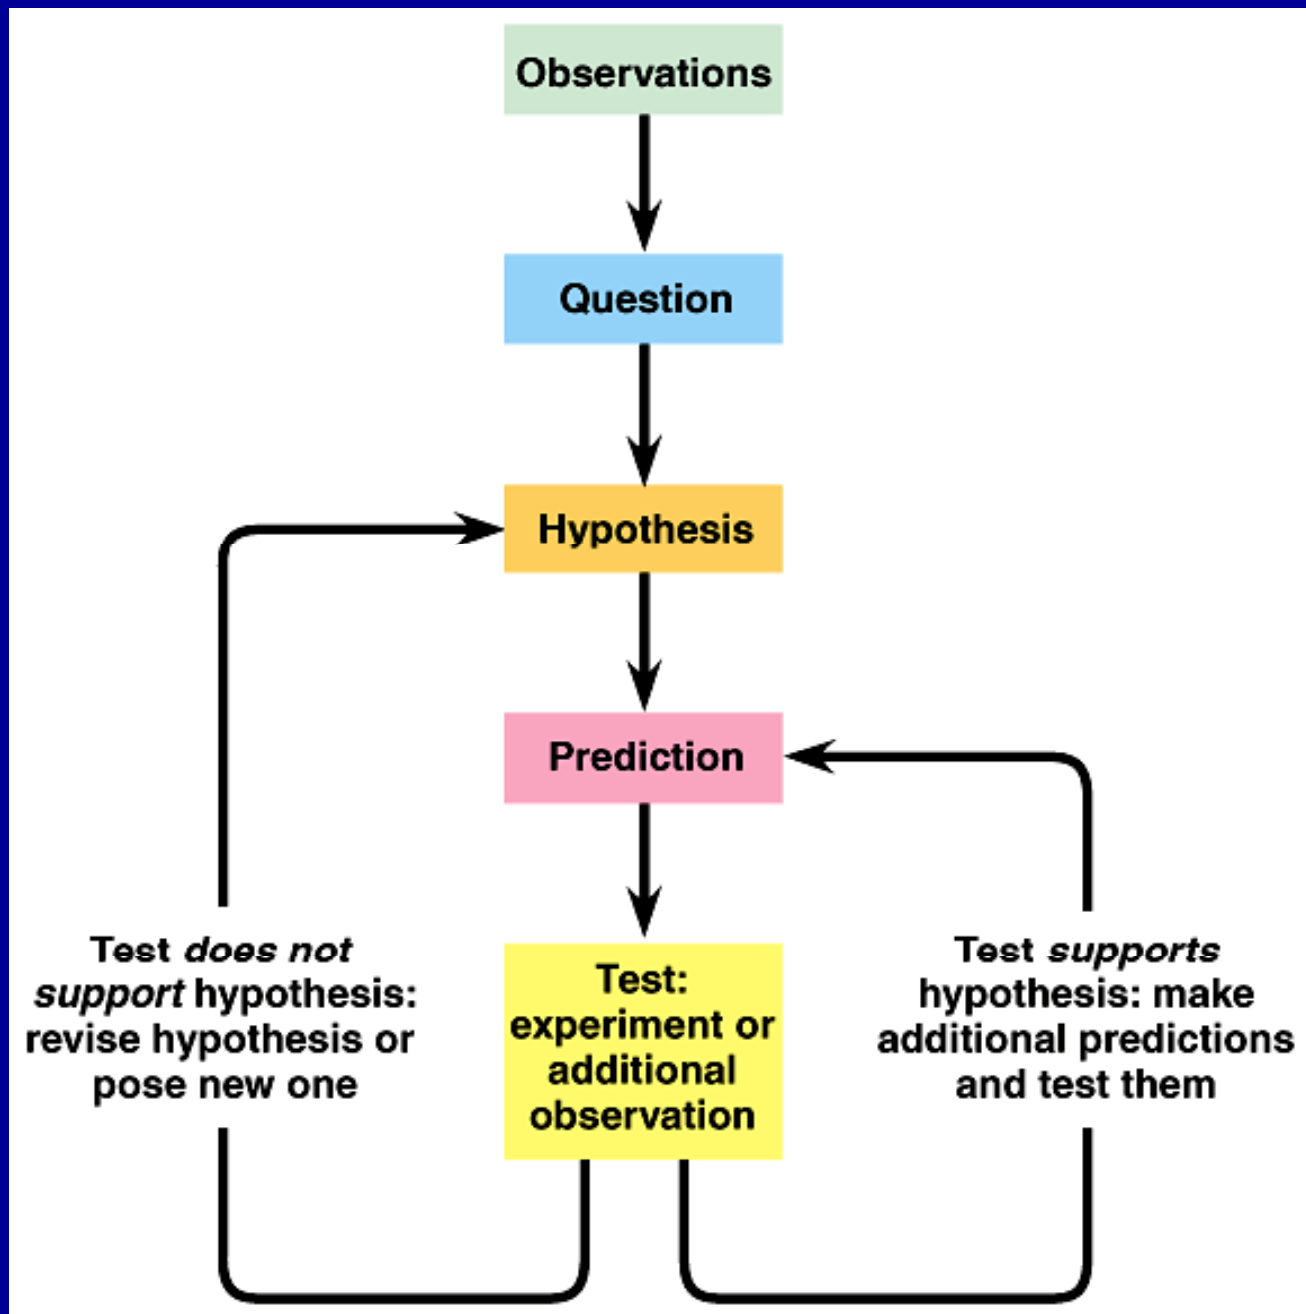 Observations
Question
Hypothesis
Prediction
Test does not
support hypothesis:
revise hypothesis or
pose new one
Test:
experiment or
additional
observation
Test supports
hypothesis: make
additional predictions
and test them